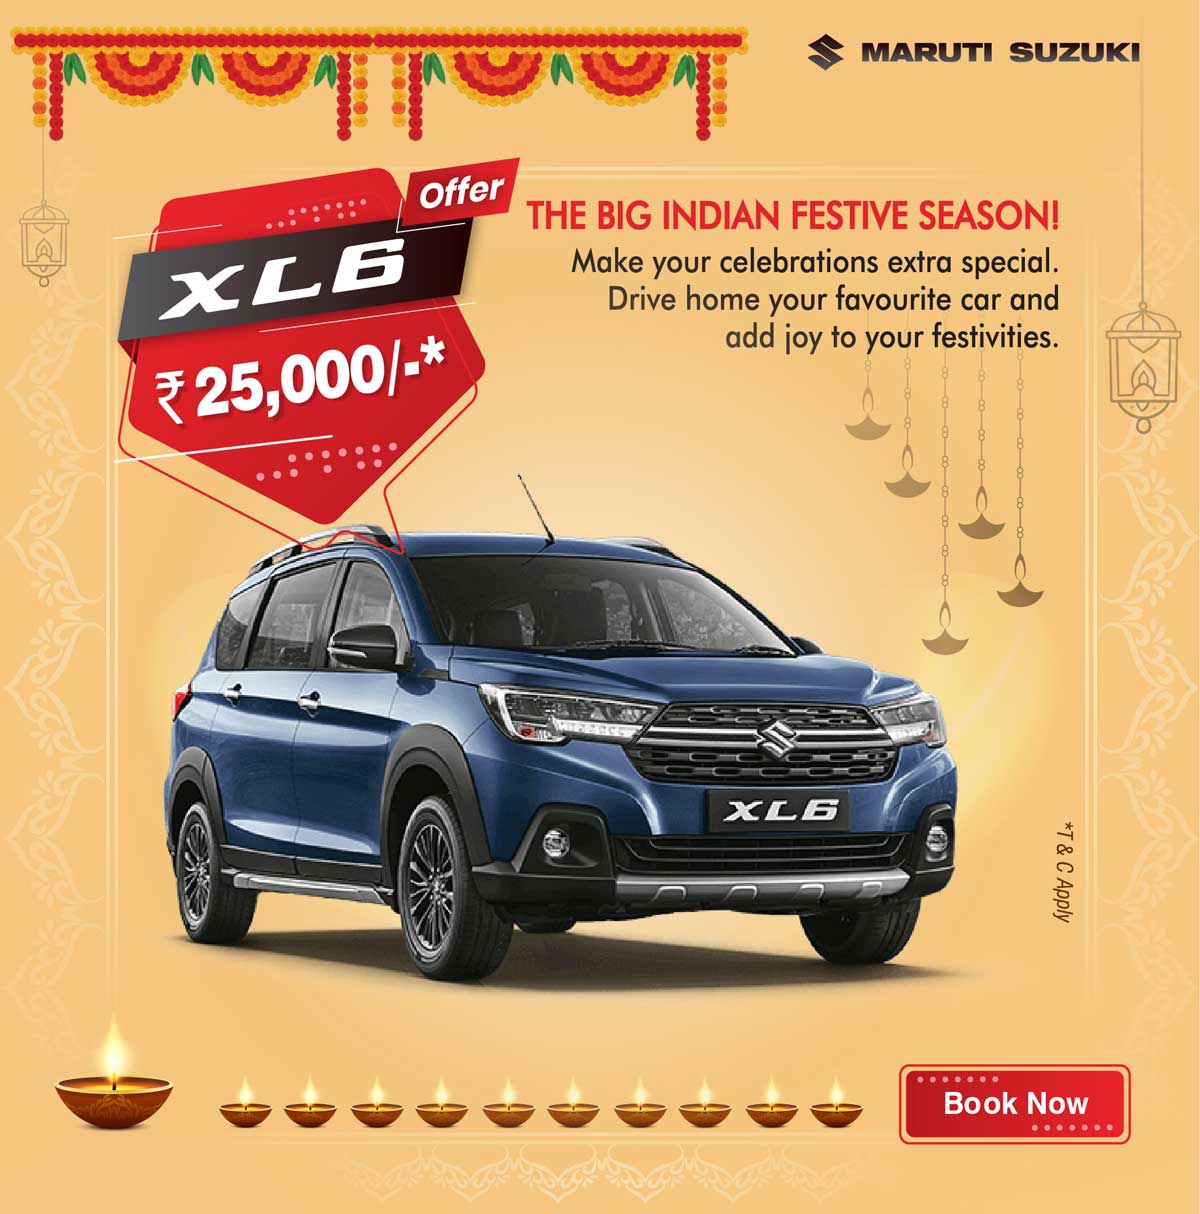 MARUTI SUZUKI
Offer
XL6
₹ 25,000/-*
THE BIG INDIAN FESTIVE SEASON!
Make your celebrations extra special.
Drive home your favourite car and
add joy to your festivities.
XL6
*T & C Apply
Book Now